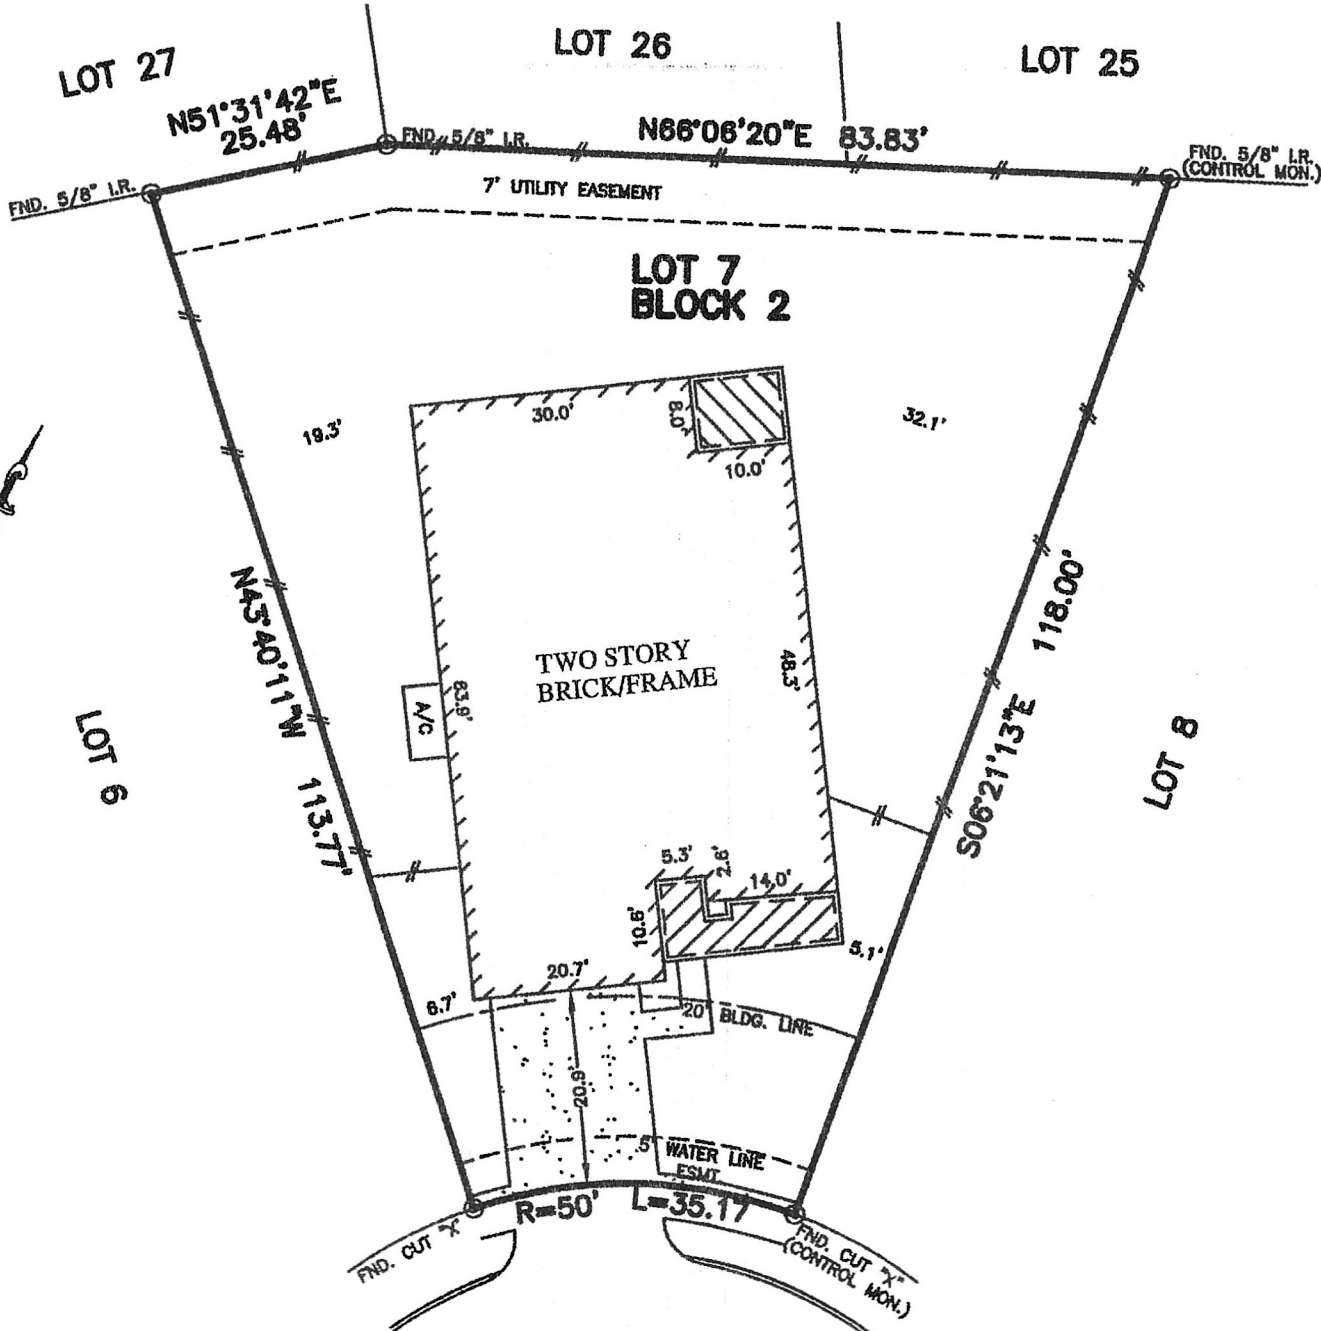 LOT 27
LOT 26
LOT 25
N51°31'42"E
25.48'
FND. 5/8" I.R.
N66°06'20"E 83.83'
FND. 5/8" I.R.
(CONTROL MON.)
FND. 5/8" I.R.
7' UTILITY EASEMENT
LOT 7
BLOCK 2
30.0'
8.0'
10.0'
19.3'
32.1'
N43°40'11"W 113.77'
S06°21'13"E 118.00'
TWO STORY
BRICK/FRAME
63.9'
A/C
48.3'
LOT 6
LOT 8
5.3'
2.6'
14.0'
10.6'
20.7'
5.1'
6.7'
20' BLDG. LINE
20.9'
5' WATER LINE
ESMT.
R=50' L=35.17
FND. CUT "X"
FND. CUT "X"
(CONTROL MON.)